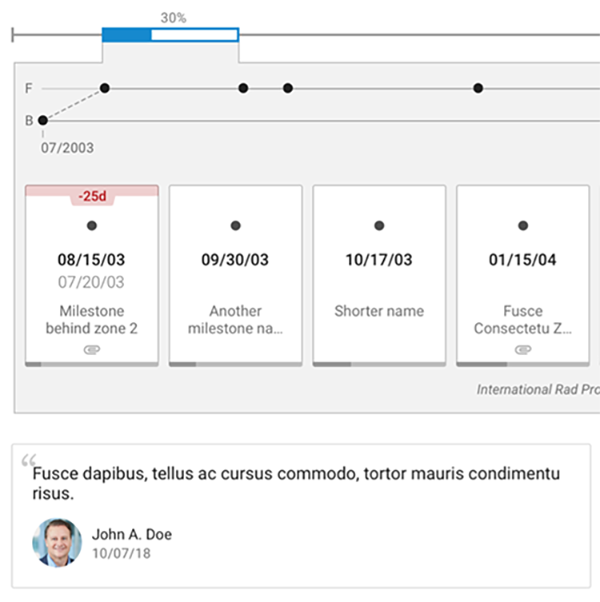 30%
F
B
07/2003
-25d
08/15/03
07/20/03
Milestone
behind zone 2
09/30/03
Another
milestone na...
10/17/03
Shorter name
01/15/04
Fusce
Consectetu Z...
International Rad Pro
“
Fusce dapibus, tellus ac cursus commodo, tortor mauris condimentu
risus.
John A. Doe
10/07/18